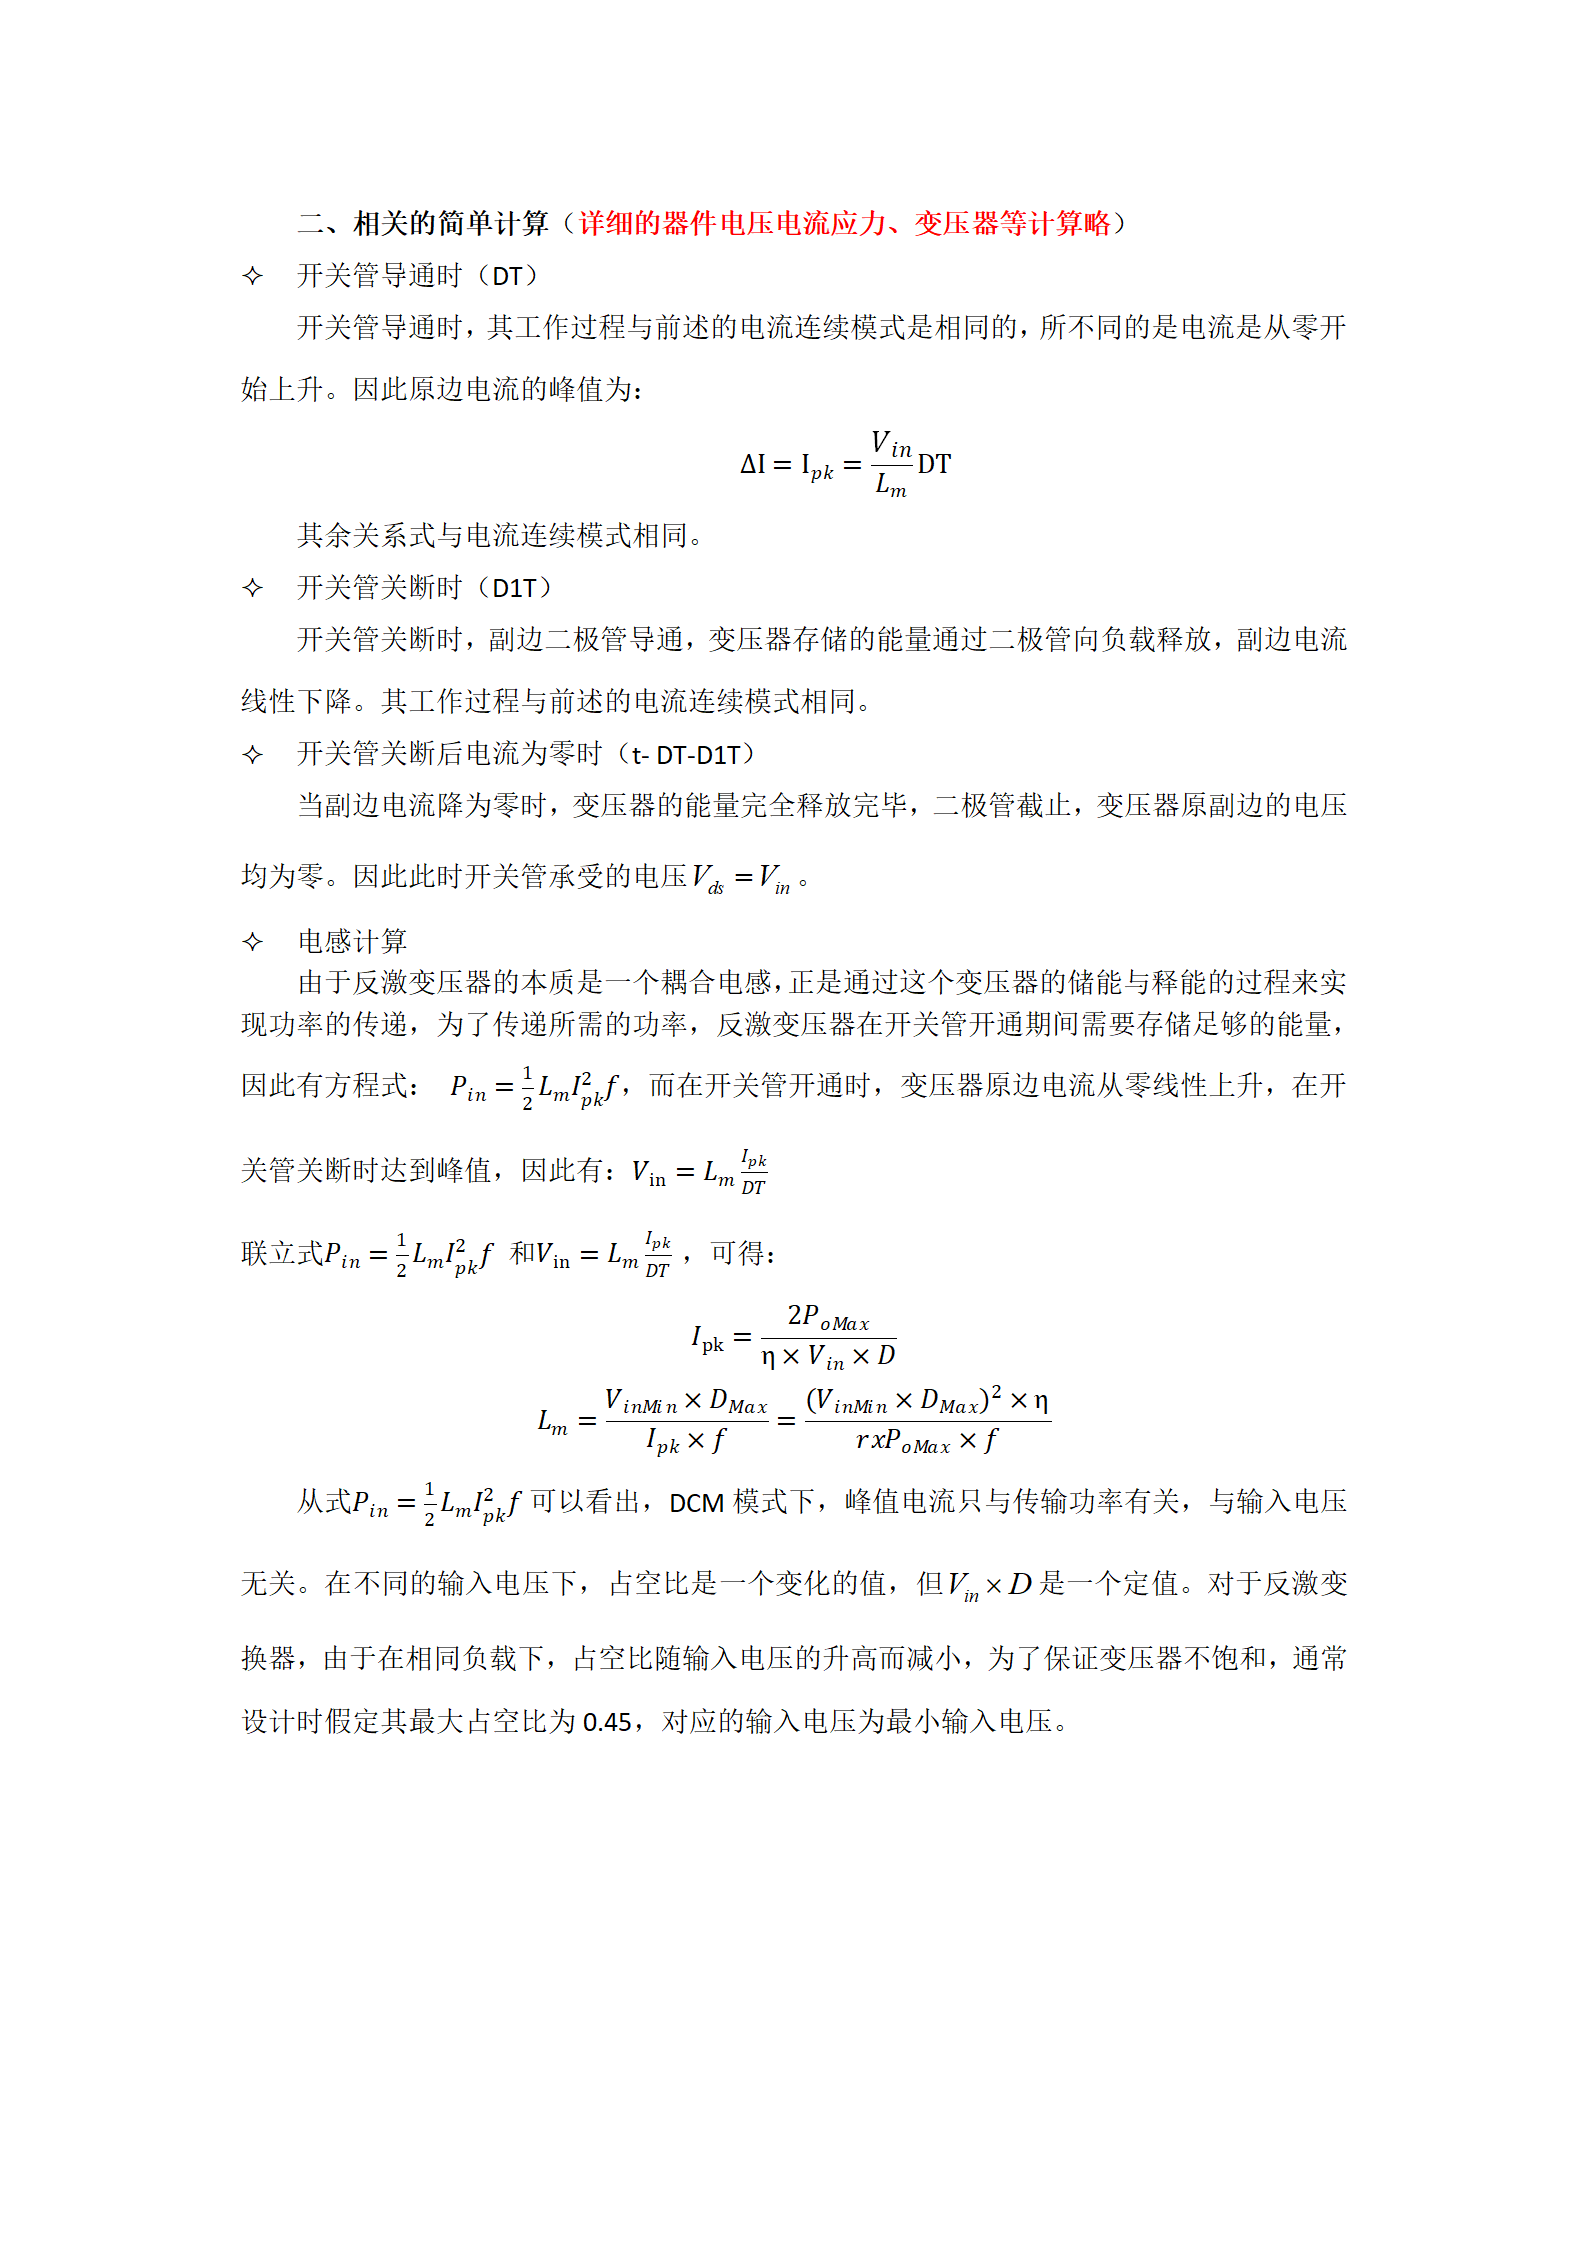 二、相关的简单计算（详细的器件电压电流应力、变压器等计算略）
✧ 开关管导通时（DT）
开关管导通时，其工作过程与前述的电流连续模式是相同的，所不同的是电流是从零开
始上升。因此原边电流的峰值为：
ΔI = I_{pk} = \frac{V_{in}}{L_m} DT
其余关系式与电流连续模式相同。
✧ 开关管关断时（D1T）
开关管关断时，副边二极管导通，变压器存储的能量通过二极管向负载释放，副边电流
线性下降。其工作过程与前述的电流连续模式相同。
✧ 开关管关断后电流为零时（t- DT-D1T）
当副边电流降为零时，变压器的能量完全释放完毕，二极管截止，变压器原副边的电压
均为零。因此此时开关管承受的电压V_{ds} = V_{in}。
✧ 电感计算
由于反激变压器的本质是一个耦合电感，正是通过这个变压器的储能与释能的过程来实
现功率的传递，为了传递所需的功率，反激变压器在开关管开通期间需要存储足够的能量，
因此有方程式： P_{in} = \frac{1}{2} L_m I_{pk}^2 f，而在开关管开通时，变压器原边电流从零线性上升，在开
关管关断时达到峰值，因此有：V_{in} = L_m \frac{I_{pk}}{DT}
联立式P_{in} = \frac{1}{2} L_m I_{pk}^2 f 和V_{in} = L_m \frac{I_{pk}}{DT} ，可得：
I_{pk} = \frac{2P_{oMax}}{η × V_{in} × D}
L_m = \frac{V_{inMin} × D_{Max}}{I_{pk} × f} = \frac{(V_{inMin} × D_{Max})^2 × η}{rxP_{oMax} × f}
从式P_{in} = \frac{1}{2} L_m I_{pk}^2 f 可以看出，DCM 模式下，峰值电流只与传输功率有关，与输入电压
无关。在不同的输入电压下，占空比是一个变化的值，但V_{in} × D 是一个定值。对于反激变
换器，由于在相同负载下，占空比随输入电压的升高而减小，为了保证变压器不饱和，通常
设计时假定其最大占空比为 0.45，对应的输入电压为最小输入电压。